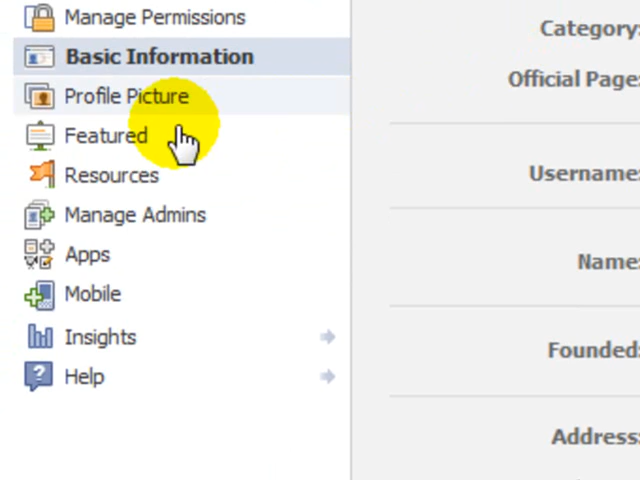 Manage Permissions
Basic Information
Profile Picture
Featured
Resources
Manage Admins
Apps
Mobile
Insights
Help
Category:
Official Page:
Username:
Name:
Founded:
Address: